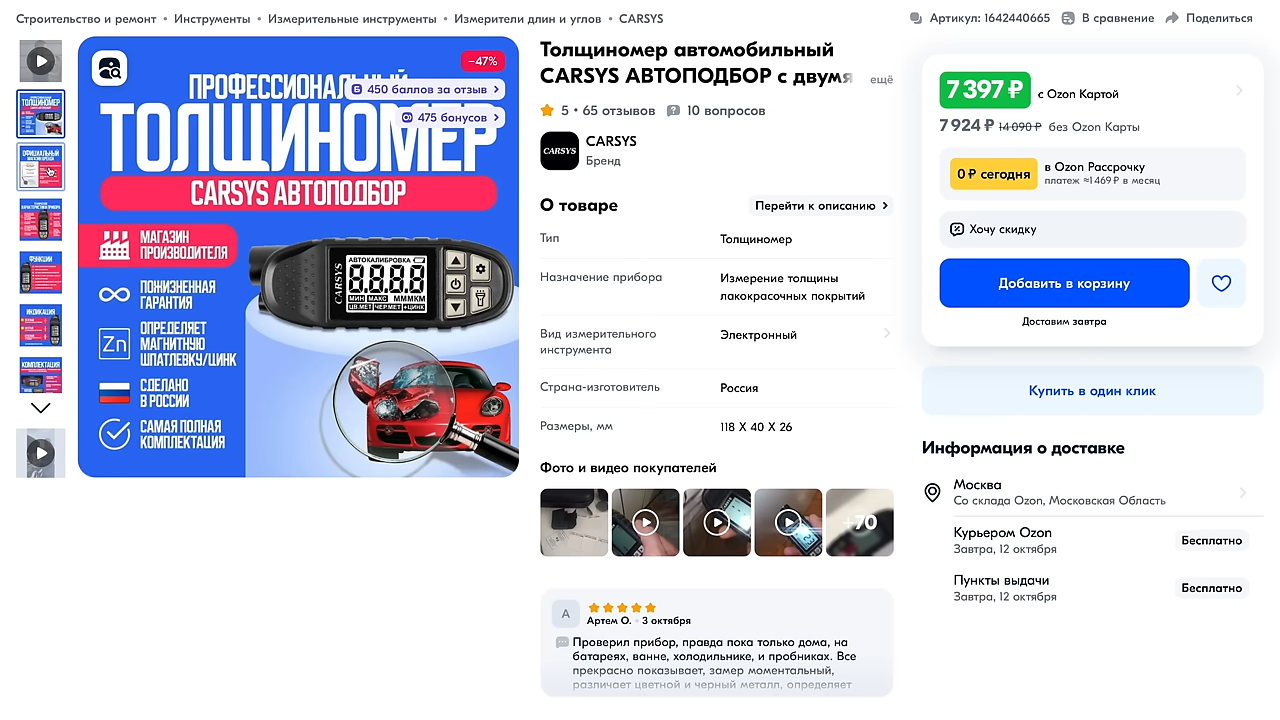 Строительство и ремонт • Инструменты • Измерительные инструменты • Измерители длин и углов • CARSYS
Артикул: 1642440665
В сравнение
Поделиться
−47%
450 баллов за отзыв
475 бонусов
ПРОФЕССИОНАЛЬНЫЙ
ТОЛЩИНОМЕР
CARSYS АВТОПОДБОР
МАГАЗИН
ПРОИЗВОДИТЕЛЯ
ПОЖИЗНЕННАЯ
ГАРАНТИЯ
Zn
ОПРЕДЕЛЯЕТ
МАГНИТНУЮ
ШПАТЛЕВКУ/ЦИНК
СДЕЛАНО
В РОССИИ
САМАЯ ПОЛНАЯ
КОМПЛЕКТАЦИЯ
CARSYS
АВТОКАЛИБРОВКА
8.8.8.8
МИН МАКС МММКМ
ЦВ.МЕТ ЧЕР.МЕТ +ЦИНК
ТОЛЩИНОМЕР
ОФИЦИАЛЬНЫЙ
ФУНКЦИИ
ИНДИКАЦИЯ
КОМПЛЕКТАЦИЯ
Толщиномер автомобильный
CARSYS АВТОПОДБОР с двумя
ещё
5 • 65 отзывов
10 вопросов
CARSYS
CARSYS
Бренд
О товаре
Перейти к описанию
Тип
Толщиномер
Назначение прибора
Измерение толщины
лакокрасочных покрытий
Вид измерительного
инструмента
Электронный
Страна-изготовитель
Россия
Размеры, мм
118 X 40 X 26
Фото и видео покупателей
+70
А
Артем О. • 3 октября
Проверил прибор, правда пока только дома, на
батареях, ванне, холодильнике, и пробниках. Все
прекрасно показывает, замер моментальный,
различает цветной и черный металл, определяет
7 397 ₽
с Ozon Картой
7 924 ₽ 14 090 ₽ без Ozon Карты
0 ₽ сегодня
в Ozon Рассрочку
платеж ≈1 469 ₽ в месяц
Хочу скидку
Добавить в корзину
Доставим завтра
Купить в один клик
Информация о доставке
Москва
Со склада Ozon, Московская Область
Курьером Ozon
Завтра, 12 октября
Бесплатно
Пункты выдачи
Завтра, 12 октября
Бесплатно